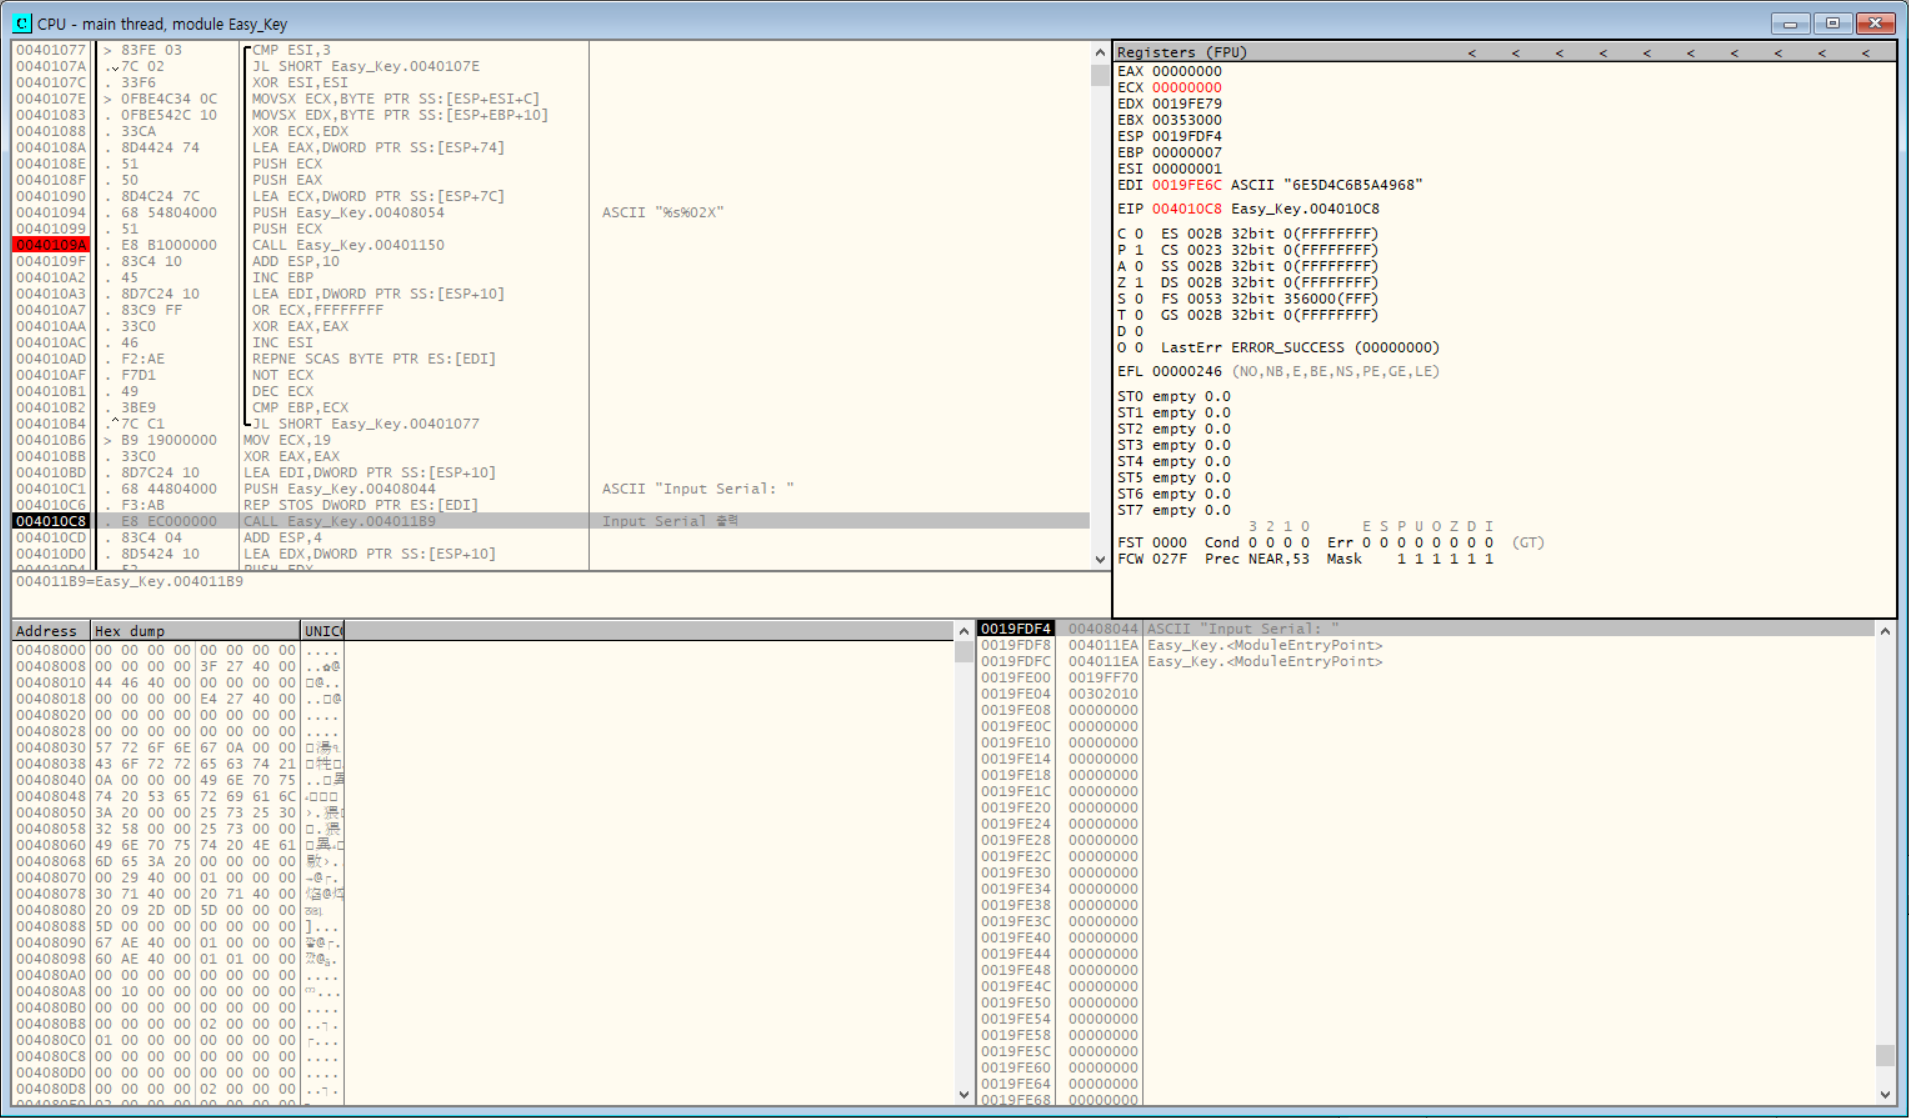 CPU - main thread, module Easy_Key
00401077 > 83FE 03 CMP ESI,3
0040107A .⌄7C 02 JL SHORT Easy_Key.0040107E
0040107C . 33F6 XOR ESI,ESI
0040107E > 0FBE4C34 0C MOVSX ECX,BYTE PTR SS:[ESP+ESI+C]
00401083 . 0FBE542C 10 MOVSX EDX,BYTE PTR SS:[ESP+EBP+10]
00401088 . 33CA XOR ECX,EDX
0040108A . 8D4424 74 LEA EAX,DWORD PTR SS:[ESP+74]
0040108E . 51 PUSH ECX
0040108F . 50 PUSH EAX
00401090 . 8D4C24 7C LEA ECX,DWORD PTR SS:[ESP+7C]
00401094 . 68 54804000 PUSH Easy_Key.00408054 ASCII "%s%02X"
00401099 . 51 PUSH ECX
0040109A . E8 B1000000 CALL Easy_Key.00401150
0040109F . 83C4 10 ADD ESP,10
004010A2 . 45 INC EBP
004010A3 . 8D7C24 10 LEA EDI,DWORD PTR SS:[ESP+10]
004010A7 . 83C9 FF OR ECX,FFFFFFFF
004010AA . 33C0 XOR EAX,EAX
004010AC . 46 INC ESI
004010AD . F2:AE REPNE SCAS BYTE PTR ES:[EDI]
004010AF . F7D1 NOT ECX
004010B1 . 49 DEC ECX
004010B2 . 3BE9 CMP EBP,ECX
004010B4 .^7C C1 JL SHORT Easy_Key.00401077
004010B6 > B9 19000000 MOV ECX,19
004010BB . 33C0 XOR EAX,EAX
004010BD . 8D7C24 10 LEA EDI,DWORD PTR SS:[ESP+10]
004010C1 . 68 44804000 PUSH Easy_Key.00408044 ASCII "Input Serial: "
004010C6 . F3:AB REP STOS DWORD PTR ES:[EDI]
004010C8 . E8 EC000000 CALL Easy_Key.004011B9 Input Serial 출력
004010CD . 83C4 04 ADD ESP,4
004010D0 . 8D5424 10 LEA EDX,DWORD PTR SS:[ESP+10]
004010D4 . 52 PUSH EDX
004011B9=Easy_Key.004011B9
Registers (FPU) < < < < < < < < < <
EAX 00000000
ECX 00000000
EDX 0019FE79
EBX 00353000
ESP 0019FDF4
EBP 00000007
ESI 00000001
EDI 0019FE6C ASCII "6E5D4C6B5A4968"
EIP 004010C8 Easy_Key.004010C8
C 0 ES 002B 32bit 0(FFFFFFFF)
P 1 CS 0023 32bit 0(FFFFFFFF)
A 0 SS 002B 32bit 0(FFFFFFFF)
Z 1 DS 002B 32bit 0(FFFFFFFF)
S 0 FS 0053 32bit 356000(FFF)
T 0 GS 002B 32bit 0(FFFFFFFF)
D 0
O 0 LastErr ERROR_SUCCESS (00000000)
EFL 00000246 (NO,NB,E,BE,NS,PE,GE,LE)
ST0 empty 0.0
ST1 empty 0.0
ST2 empty 0.0
ST3 empty 0.0
ST4 empty 0.0
ST5 empty 0.0
ST6 empty 0.0
ST7 empty 0.0
3 2 1 0 E S P U O Z D I
FST 0000 Cond 0 0 0 0 Err 0 0 0 0 0 0 0 0 (GT)
FCW 027F Prec NEAR,53 Mask 1 1 1 1 1 1
Address Hex dump UNIC
00408000 00 00 00 00 00 00 00 00 ....
00408008 00 00 00 00 3F 27 40 00
00408010 44 46 40 00 00 00 00 00
00408018 00 00 00 00 E4 27 40 00
00408020 00 00 00 00 00 00 00 00 ....
00408028 00 00 00 00 00 00 00 00 ....
00408030 57 72 6F 6E 67 0A 00 00
00408038 43 6F 72 72 65 63 74 21
00408040 0A 00 00 00 49 6E 70 75
00408048 74 20 53 65 72 69 61 6C
00408050 3A 20 00 00 25 73 25 30
00408058 32 58 00 00 25 73 00 00
00408060 49 6E 70 75 74 20 4E 61
00408068 6D 65 3A 20 00 00 00 00
00408070 00 29 40 00 01 00 00 00
00408078 30 71 40 00 20 71 40 00
00408080 20 09 2D 0D 5D 00 00 00
00408088 5D 00 00 00 00 00 00 00 ]...
00408090 67 AE 40 00 01 00 00 00
00408098 60 AE 40 00 01 01 00 00
004080A0 00 00 00 00 00 00 00 00 ....
004080A8 00 10 00 00 00 00 00 00
004080B0 00 00 00 00 00 00 00 00 ....
004080B8 00 00 00 00 02 00 00 00
004080C0 01 00 00 00 00 00 00 00
004080C8 00 00 00 00 00 00 00 00 ....
004080D0 00 00 00 00 00 00 00 00 ....
004080D8 00 00 00 00 02 00 00 00
0019FDF4 00408044 ASCII "Input Serial: "
0019FDF8 004011EA Easy_Key.<ModuleEntryPoint>
0019FDFC 004011EA Easy_Key.<ModuleEntryPoint>
0019FE00 0019FF70
0019FE04 00302010
0019FE08 00000000
0019FE0C 00000000
0019FE10 00000000
0019FE14 00000000
0019FE18 00000000
0019FE1C 00000000
0019FE20 00000000
0019FE24 00000000
0019FE28 00000000
0019FE2C 00000000
0019FE30 00000000
0019FE34 00000000
0019FE38 00000000
0019FE3C 00000000
0019FE40 00000000
0019FE44 00000000
0019FE48 00000000
0019FE4C 00000000
0019FE50 00000000
0019FE54 00000000
0019FE58 00000000
0019FE5C 00000000
0019FE60 00000000
0019FE64 00000000
0019FE68 00000000